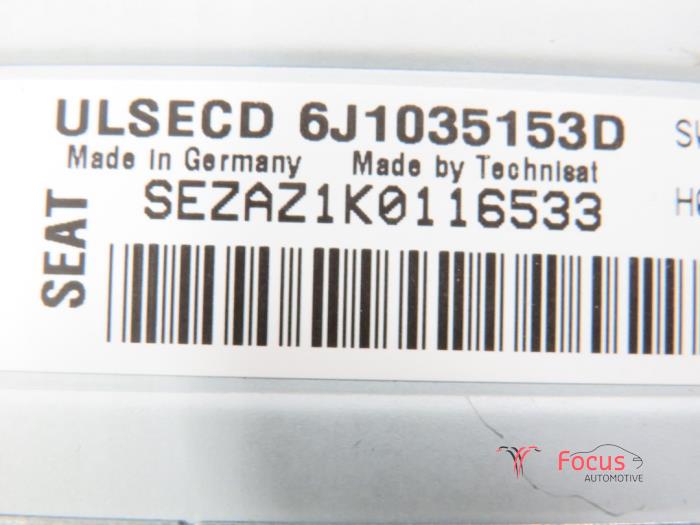 ULSECD 6J1035153D
Made in Germany Made by Technisat
SEZAZ1K0116533
SEAT
Focus
AUTOMOTIVE